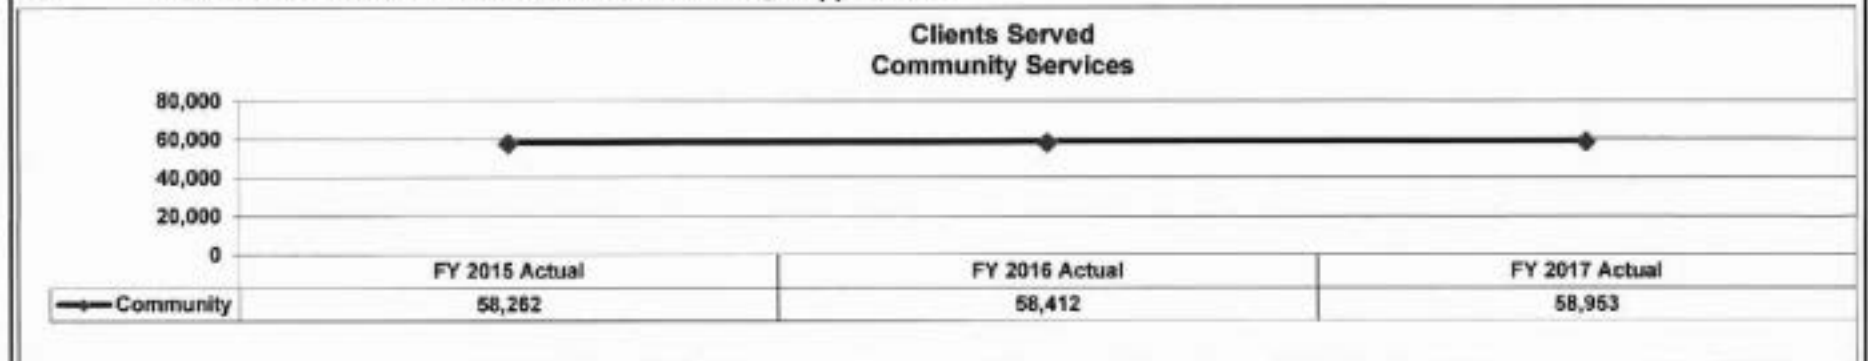 Clients Served
Community Services
80,000
60,000
40,000
20,000
0
FY 2015 Actual FY 2016 Actual FY 2017 Actual
Community 58,262 58,412 58,953